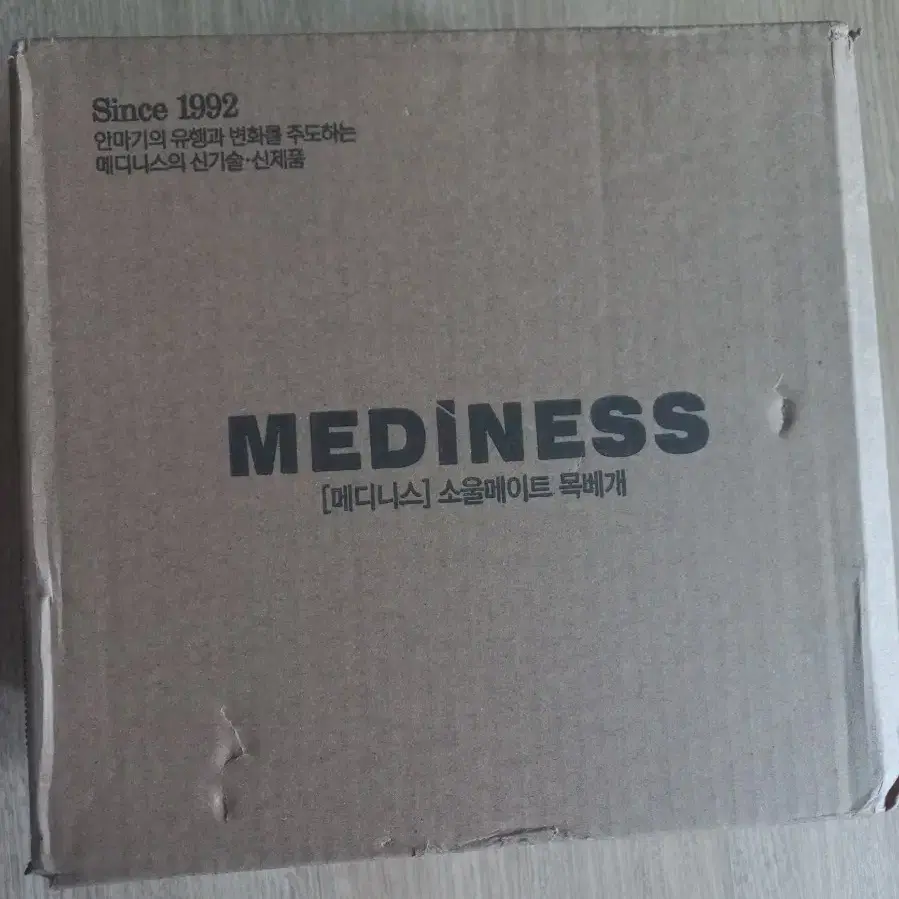 Since 1992
안마기의 유행과 변화를 주도하는
메디니스의 신기술·신제품
MEDiNESS
[메디니스] 소울메이트 목베개